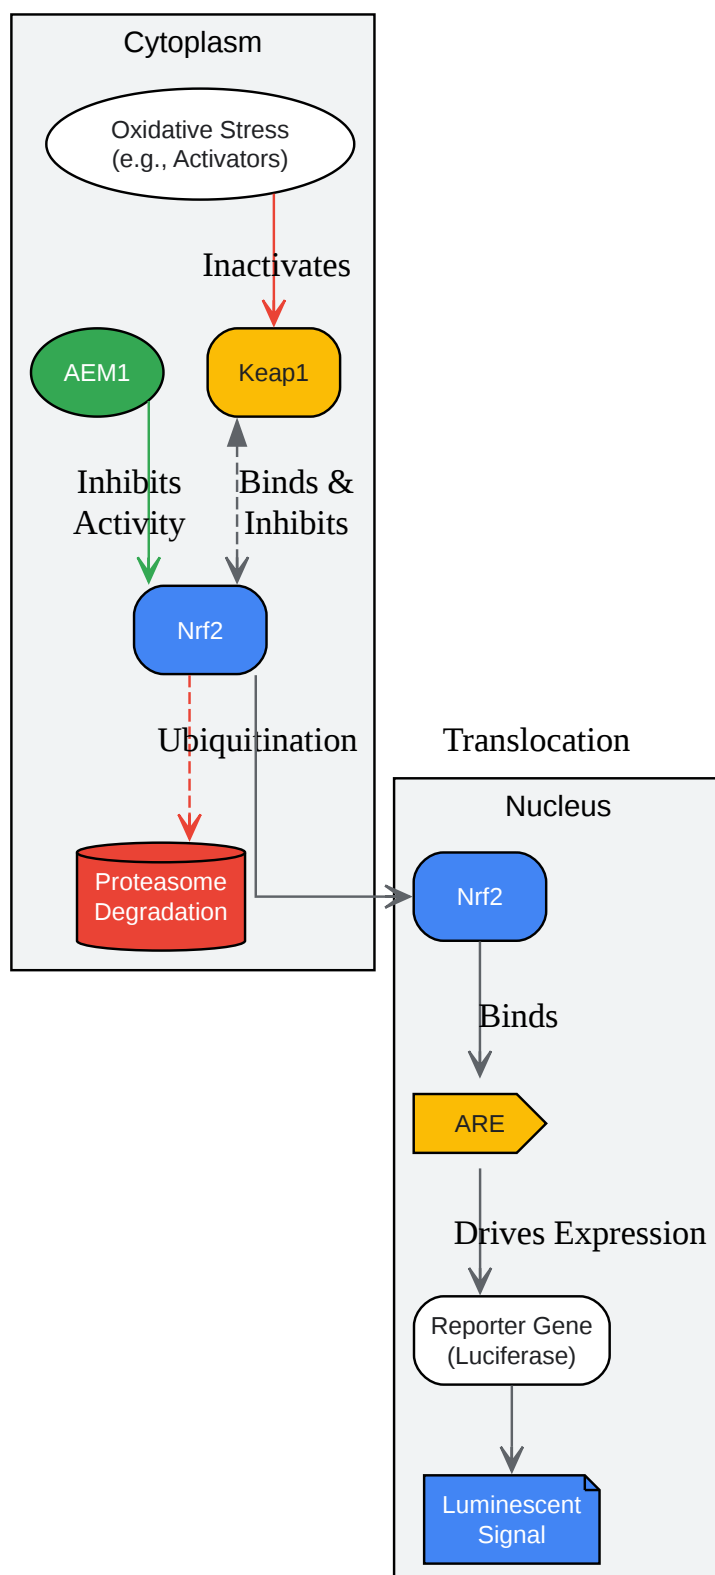 Cytoplasm
Oxidative Stress
(e.g., Activators)
Inactivates
AEM1
Keap1
Inhibits
Activity
Binds &
Inhibits
Nrf2
Ubiquitination
Translocation
Nucleus
Proteasome
Degradation
Nrf2
Binds
ARE
Drives Expression
Reporter Gene
(Luciferase)
Luminescent
Signal